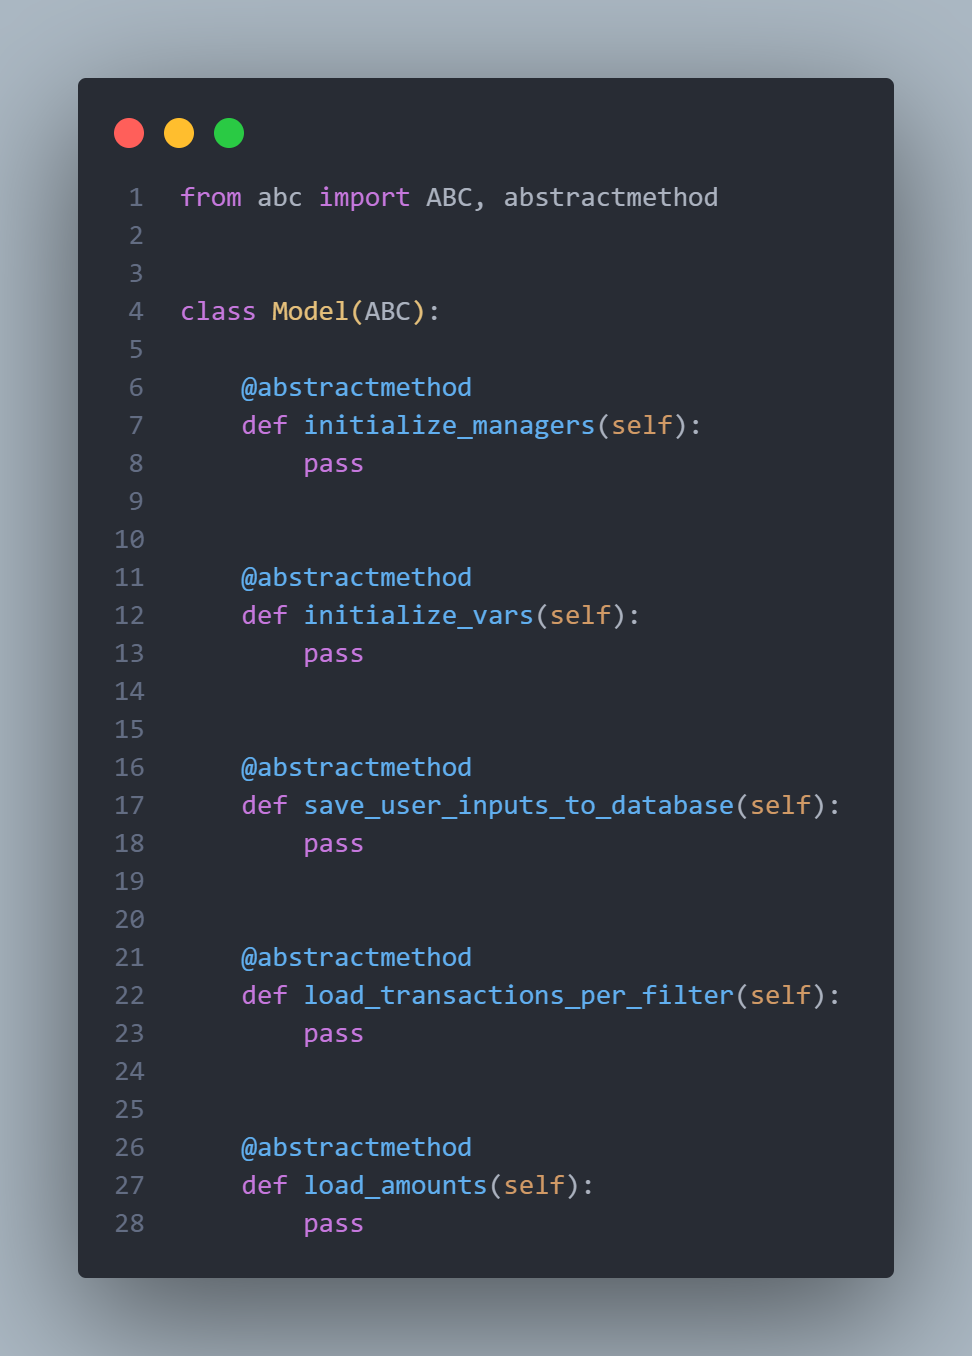 1 from abc import ABC, abstractmethod
2
3
4 class Model(ABC):
5
6     @abstractmethod
7     def initialize_managers(self):
8         pass
9
10
11     @abstractmethod
12     def initialize_vars(self):
13         pass
14
15
16     @abstractmethod
17     def save_user_inputs_to_database(self):
18         pass
19
20
21     @abstractmethod
22     def load_transactions_per_filter(self):
23         pass
24
25
26     @abstractmethod
27     def load_amounts(self):
28         pass